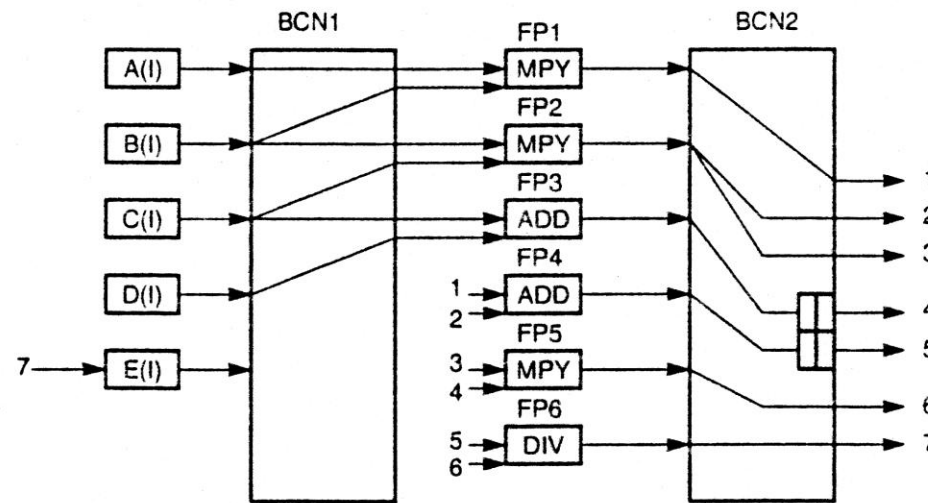 BCN1
BCN2
FP1
A(I)
MPY
FP2
B(I)
MPY
1
FP3
2
C(I)
ADD
3
FP4
D(I)
1
ADD
2
4
FP5
5
7
E(I)
3
MPY
4
6
FP6
5
DIV
6
7